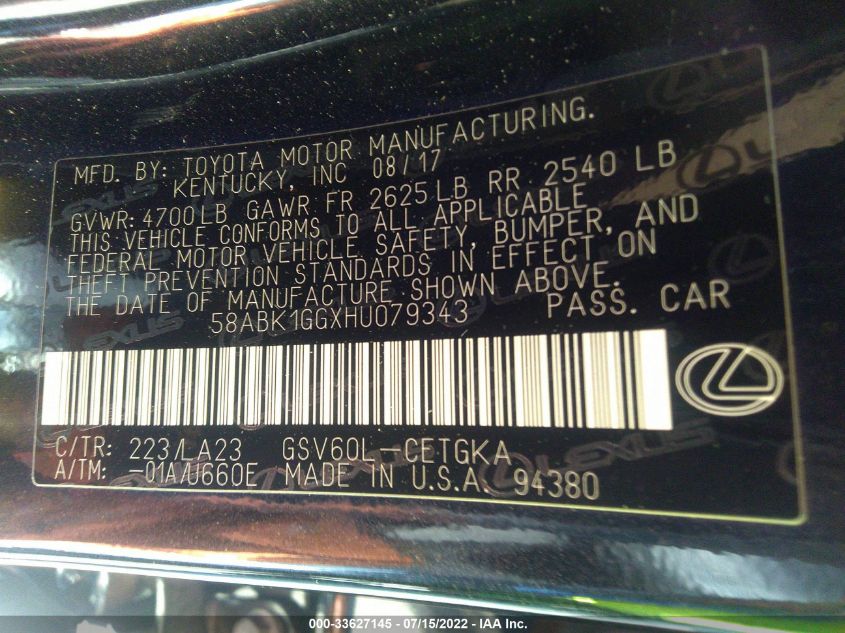 MFD. BY: TOYOTA MOTOR MANUFACTURING.
KENTUCKY, INC 08/17
GVWR: 4700LB GAWR FR 2625LB RR 2540 LB
THIS VEHICLE CONFORMS TO ALL APPLICABLE
FEDERAL MOTOR VEHICLE SAFETY, BUMPER, AND
THEFT PREVENTION STANDARDS IN EFFECT ON
THE DATE OF MANUFACTURE SHOWN ABOVE.
58ABK1GGXHU079343 PASS. CAR
C/TR: 223/LA23 GSV60L-CETGKA
A/TM: -01A/U660E MADE IN U.S.A. 94380
LEXUS
000-33627145 - 07/15/2022 - IAA Inc.